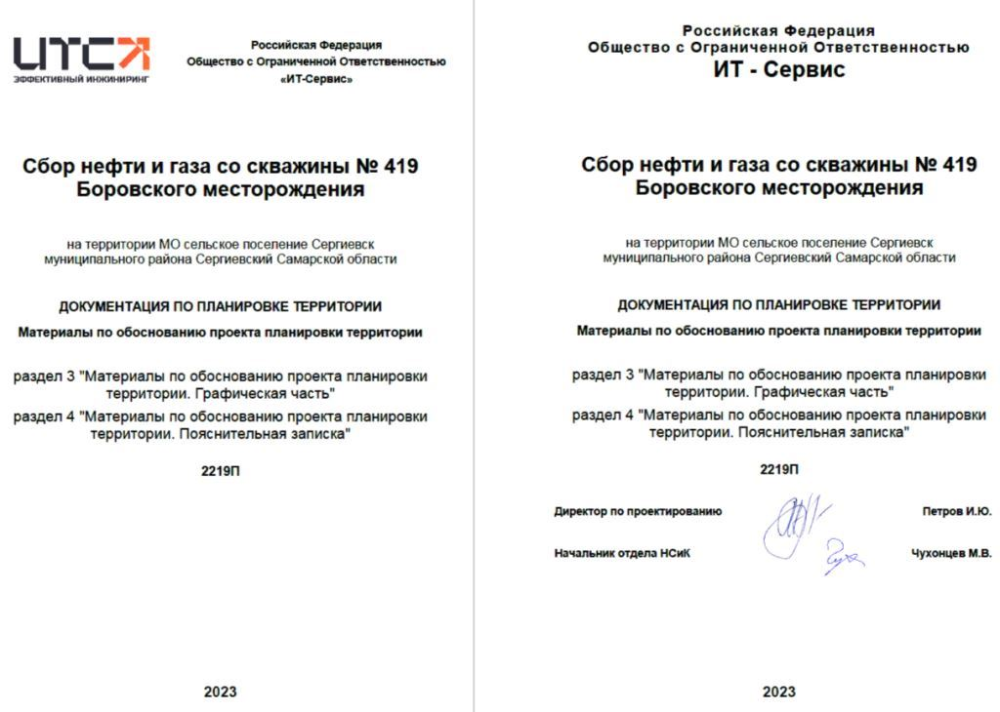 ИТС
ЭФФЕКТИВНЫЙ ИНЖИНИРИНГ
Российская Федерация
Общество с Ограниченной Ответственностью
«ИТ-Сервис»
Сбор нефти и газа со скважины № 419
Боровского месторождения
на территории МО сельское поселение Сергиевск
муниципального района Сергиевский Самарской области
ДОКУМЕНТАЦИЯ ПО ПЛАНИРОВКЕ ТЕРРИТОРИИ
Материалы по обоснованию проекта планировки территории
раздел 3 "Материалы по обоснованию проекта планировки
территории. Графическая часть"
раздел 4 "Материалы по обоснованию проекта планировки
территории. Пояснительная записка"
2219П
2023
Российская Федерация
Общество с Ограниченной Ответственностью
ИТ - Сервис
Сбор нефти и газа со скважины № 419
Боровского месторождения
на территории МО сельское поселение Сергиевск
муниципального района Сергиевский Самарской области
ДОКУМЕНТАЦИЯ ПО ПЛАНИРОВКЕ ТЕРРИТОРИИ
Материалы по обоснованию проекта планировки территории
раздел 3 "Материалы по обоснованию проекта планировки
территории. Графическая часть"
раздел 4 "Материалы по обоснованию проекта планировки
территории. Пояснительная записка"
2219П
Директор по проектированию Петров И.Ю.
Начальник отдела НСиК Чухонцев М.В.
2023